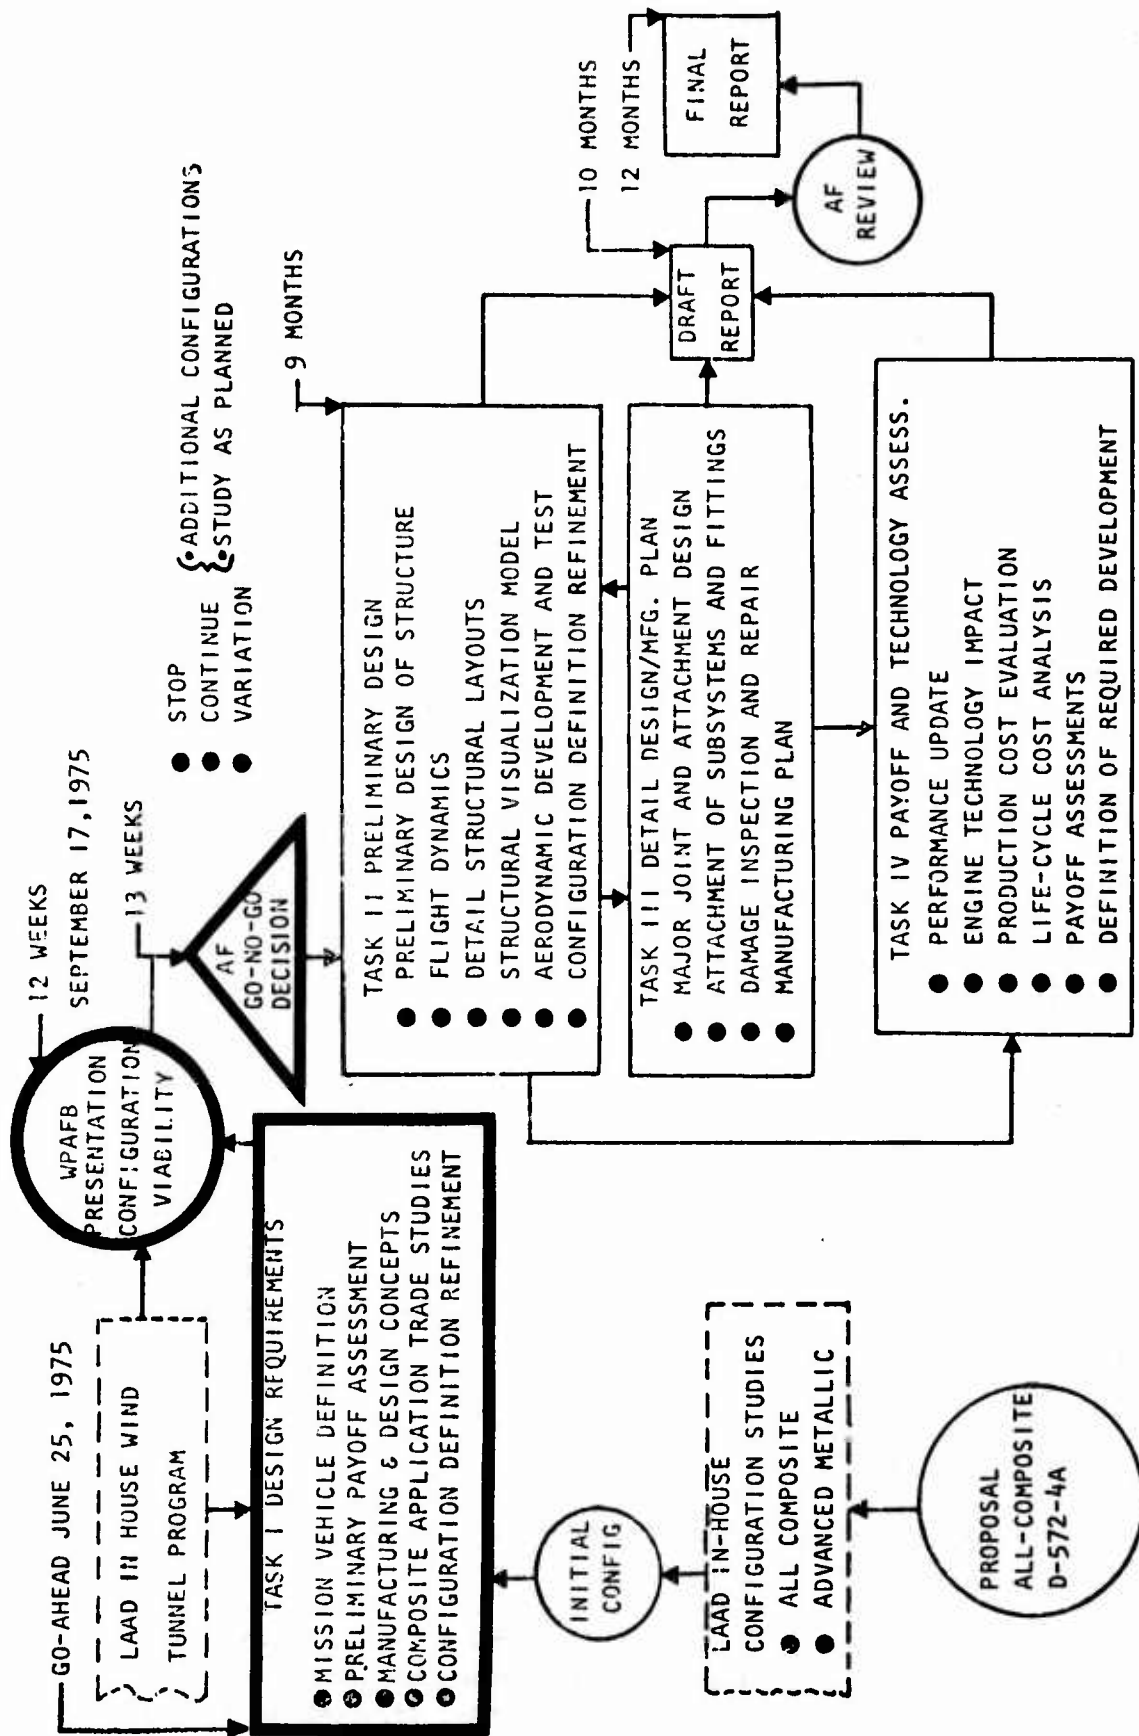 GO-AHEAD JUNE 25, 1975
LAAD IN HOUSE WIND
TUNNEL PROGRAM
TASK I DESIGN REQUIREMENTS
● MISSION VEHICLE DEFINITION
● PRELIMINARY PAYOFF ASSESSMENT
● MANUFACTURING & DESIGN CONCEPTS
● COMPOSITE APPLICATION TRADE STUDIES
● CONFIGURATION DEFINITION REFINEMENT
INITIAL
CONFIG
LAAD IN-HOUSE
CONFIGURATION STUDIES
● ALL COMPOSITE
● ADVANCED METALLIC
PROPOSAL
ALL-COMPOSITE
D-572-4A
12 WEEKS
SEPTEMBER 17,1975
WPAFB
PRESENTATION
CONFIGURATION
VIABILITY
13 WEEKS
AF
GO-NO-GO
DECISION
● STOP
● CONTINUE
● VARIATION
• ADDITIONAL CONFIGURATIONS
• STUDY AS PLANNED
9 MONTHS
TASK II PRELIMINARY DESIGN
● PRELIMINARY DESIGN OF STRUCTURE
FLIGHT DYNAMICS
● DETAIL STRUCTURAL LAYOUTS
● STRUCTURAL VISUALIZATION MODEL
● AERODYNAMIC DEVELOPMENT AND TEST
● CONFIGURATION DEFINITION REFINEMENT
TASK III DETAIL DESIGN/MFG. PLAN
● MAJOR JOINT AND ATTACHMENT DESIGN
● ATTACHMENT OF SUBSYSTEMS AND FITTINGS
● DAMAGE INSPECTION AND REPAIR
● MANUFACTURING PLAN
TASK IV PAYOFF AND TECHNOLOGY ASSESS.
● PERFORMANCE UPDATE
● ENGINE TECHNOLOGY IMPACT
● PRODUCTION COST EVALUATION
● LIFE-CYCLE COST ANALYSIS
● PAYOFF ASSESSMENTS
● DEFINITION OF REQUIRED DEVELOPMENT
10 MONTHS
DRAFT
REPORT
12 MONTHS
AF
REVIEW
FINAL
REPORT